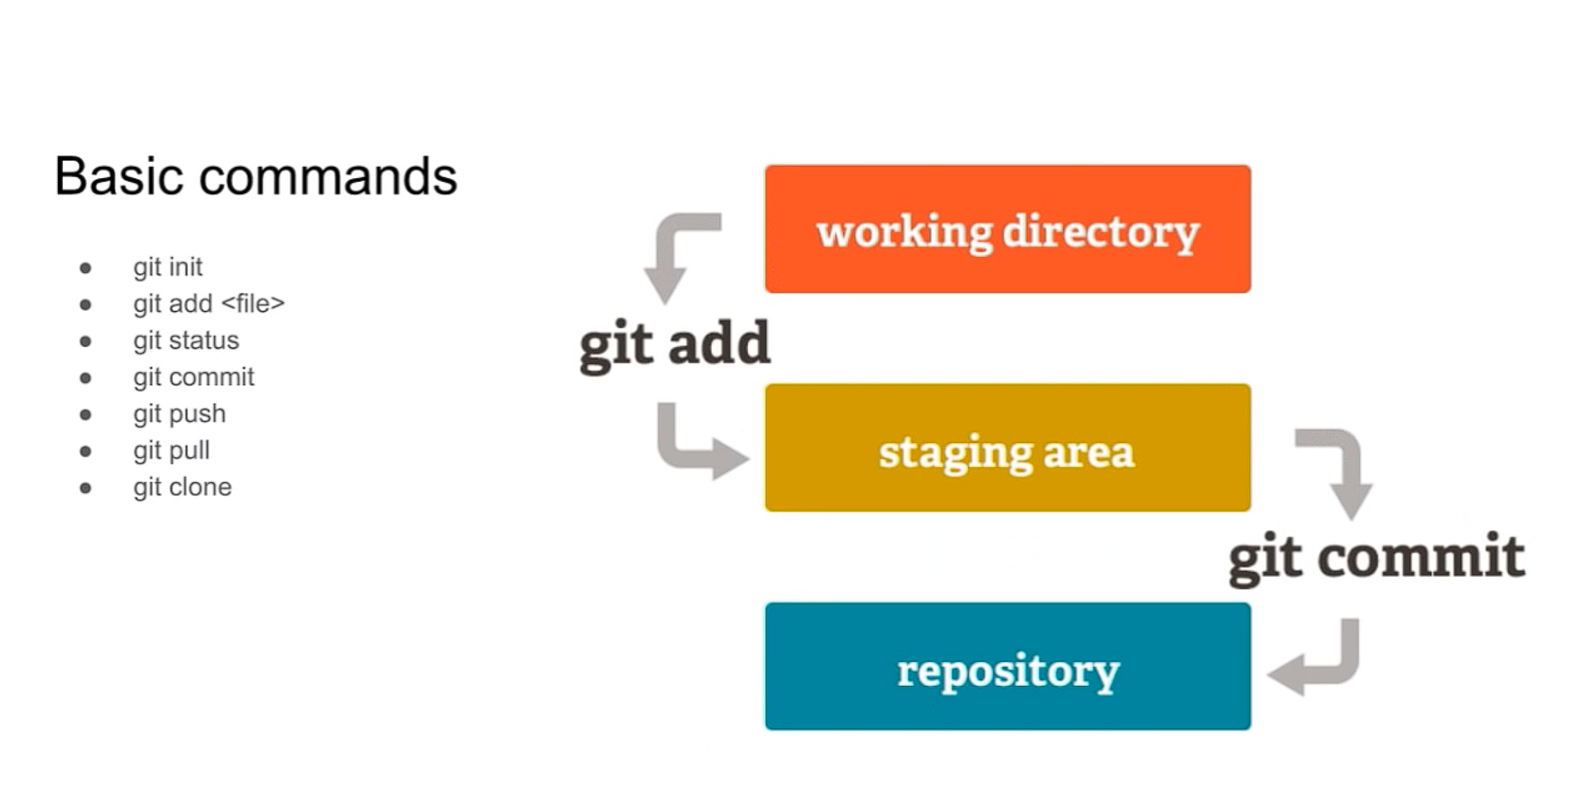 Basic commands
git init
git add <file>
git status
git commit
git push
git pull
git clone
working directory
git add
staging area
git commit
repository